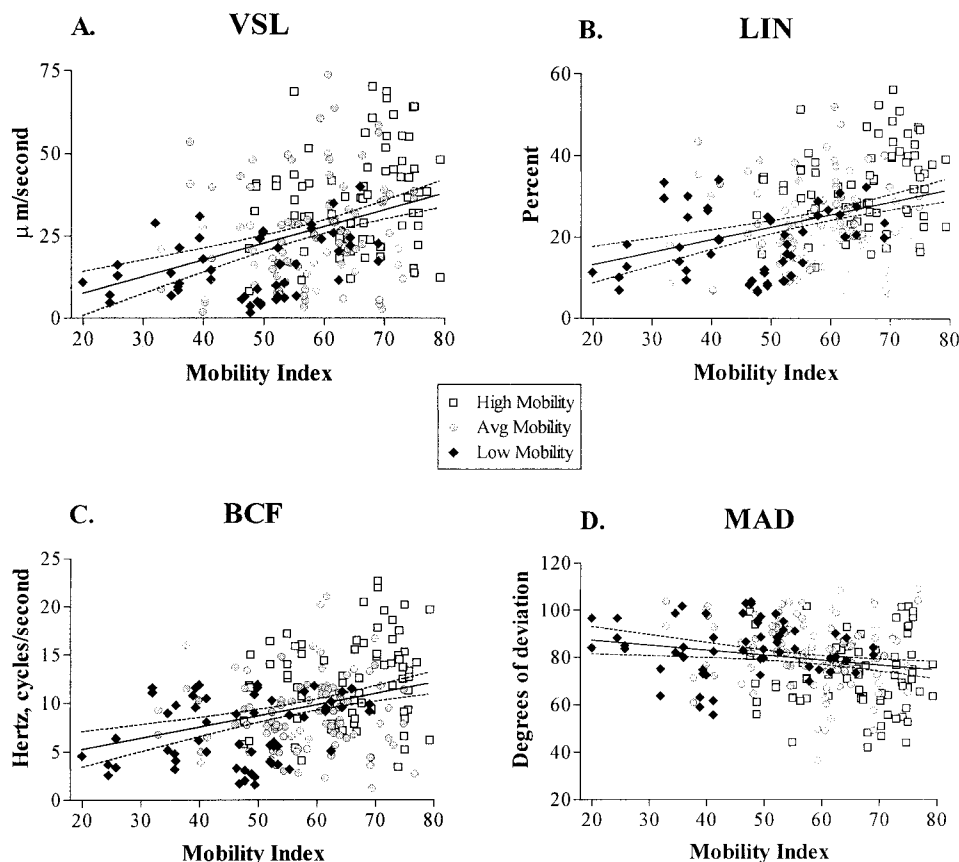 A. VSL
μm/second
75
50
25
0
20 30 40 50 60 70 80
Mobility Index
B. LIN
Percent
60
40
20
0
20 30 40 50 60 70 80
Mobility Index
High Mobility
Avg Mobility
Low Mobility
C. BCF
Hertz, cycles/second
25
20
15
10
5
0
20 30 40 50 60 70 80
Mobility Index
D. MAD
Degrees of deviation
120
100
80
60
40
20
20 30 40 50 60 70 80
Mobility Index